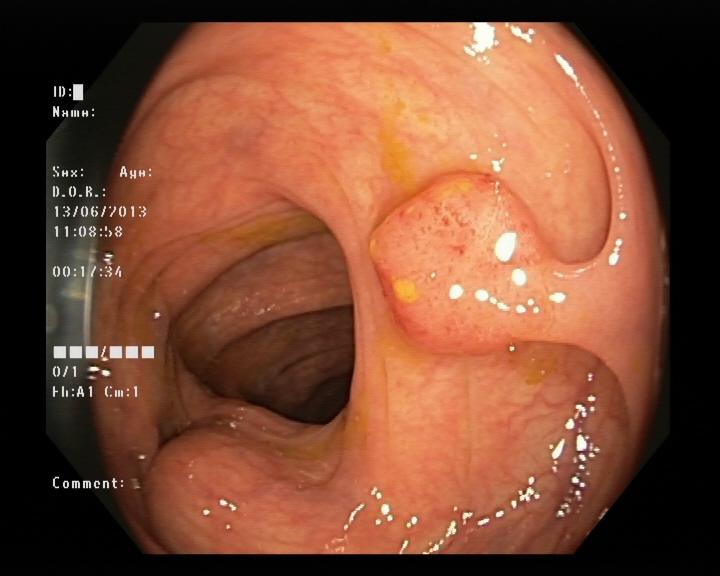 ID:
Name:
Sex: Age:
D.O.B.:
13/06/2013
11:08:58
00:17:34
■■■/■■■
0/1
Eh:A1 Cm:1
Comment: